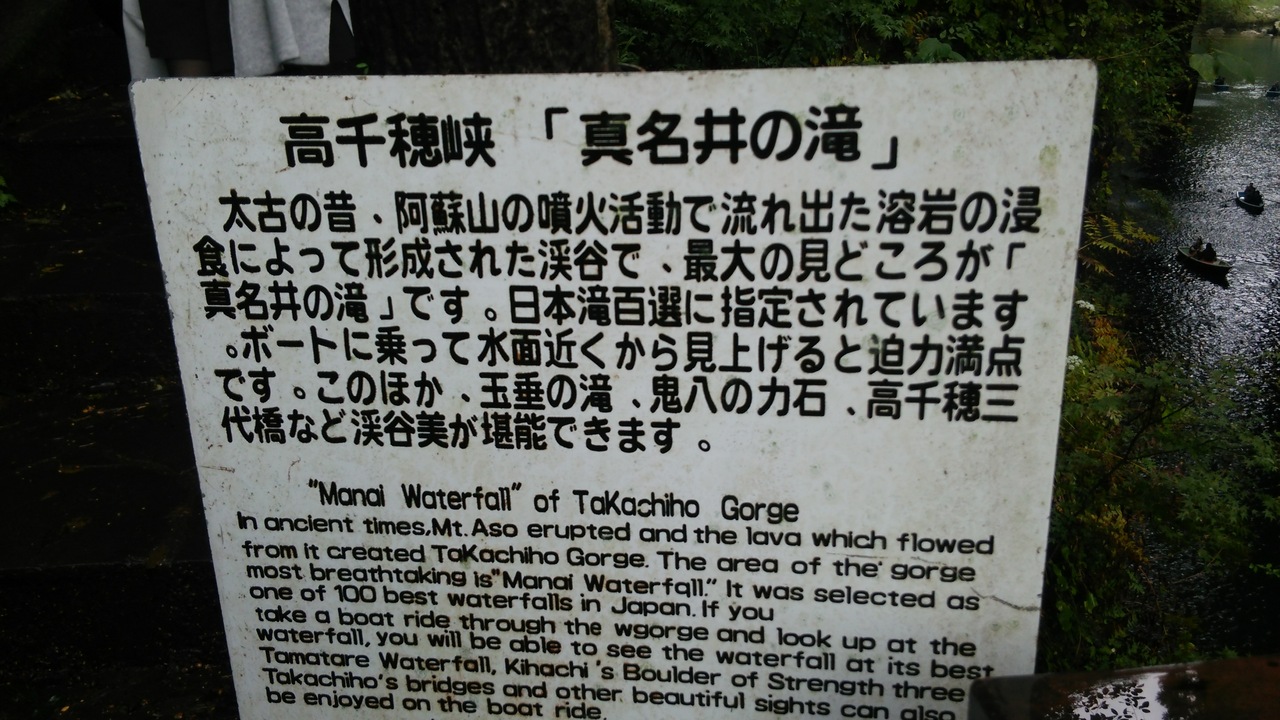 高千穂峡 「真名井の滝」
太古の昔、阿蘇山の噴火活動で流れ出た溶岩の浸
食によって形成された渓谷で、最大の見どころが「
真名井の滝」です。日本滝百選に指定されています
。ボートに乗って水面近くから見上げると迫力満点
です。このほか、玉垂の滝、鬼八の力石、高千穂三
代橋など渓谷美が堪能できます。
"Manai Waterfall" of TaKachiho Gorge
In ancient times,Mt.Aso erupted and the lava which flowed
from it created TaKachiho Gorge. The area of the gorge
most breathtaking is"Manai Waterfall." It was selected as
one of 100 best waterfalls in Japan.If you
take a boat ride through the wgorge and look up at the
waterfall, you will be able to see the waterfall at its best
Tamatare Waterfall, Kihachi 's Boulder of Strength three
Takachiho's bridges and other beautiful sights can also
be enjoyed on the boat ride.